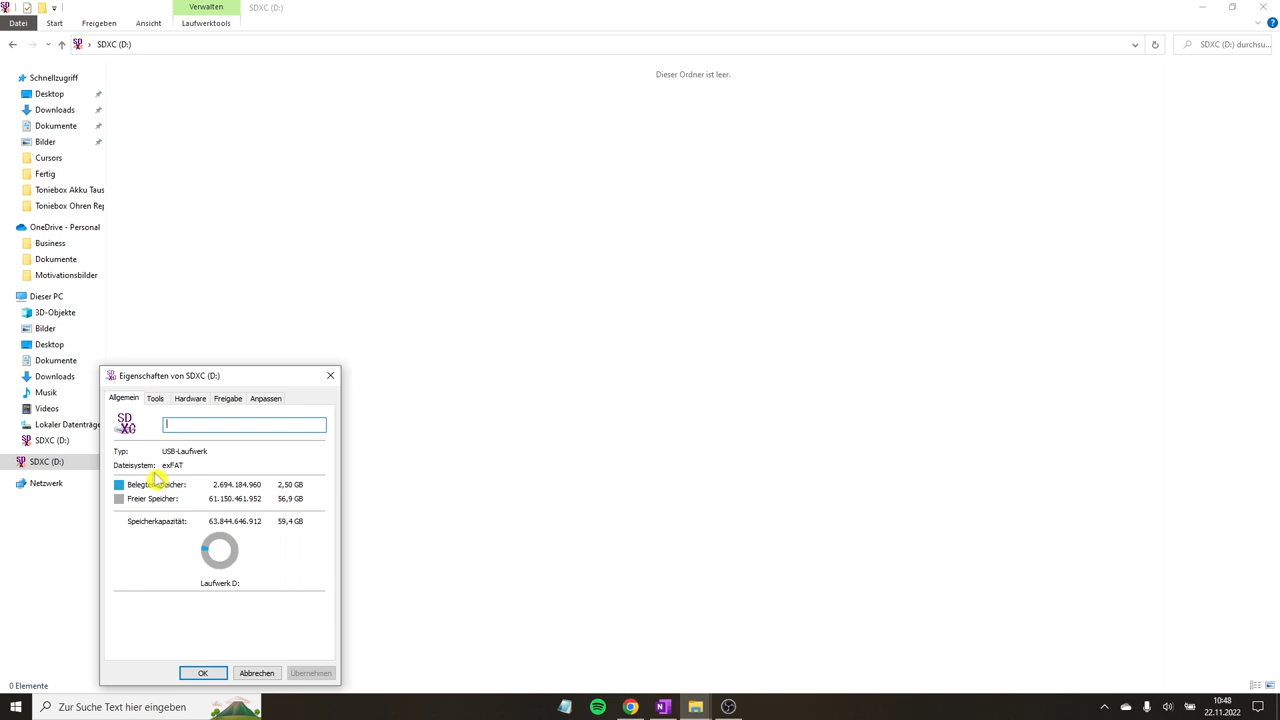 Verwalten
SDXC (D:)
Datei
Start
Freigeben
Ansicht
Laufwerktools
SDXC (D:)
SDXC (D:) durchsu...
Dieser Ordner ist leer.
Schnellzugriff
Desktop
Downloads
Dokumente
Bilder
Cursors
Fertig
Toniebox Akku Taus
Toniebox Ohren Rep
OneDrive - Personal
Business
Dokumente
Motivationsbilder
Dieser PC
3D-Objekte
Bilder
Desktop
Dokumente
Downloads
Musik
Videos
Lokaler Datenträge
SDXC (D:)
SDXC (D:)
Netzwerk
Eigenschaften von SDXC (D:)
Allgemein
Tools
Hardware
Freigabe
Anpassen
SD
XC
Typ: USB-Laufwerk
Dateisystem: exFAT
Belegter Speicher: 2.694.184.960 2,50 GB
Freier Speicher: 61.150.461.952 56,9 GB
Speicherkapazität: 63.844.646.912 59,4 GB
Laufwerk D:
OK
Abbrechen
Übernehmen
0 Elemente
Zur Suche Text hier eingeben
10:48
22.11.2022